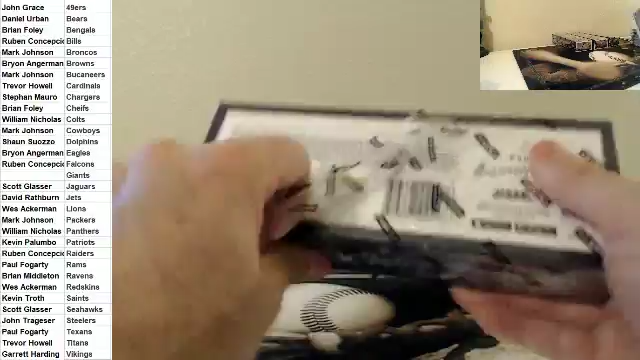 John Grace 49ers
Daniel Urban Bears
Brian Foley Bengals
Ruben Concepcic Bills
Mark Johnson Broncos
Bryon Angerman Browns
Mark Johnson Bucaneers
Trevor Howell Cardinals
Stephan Mauro Chargers
Brian Foley Cheifs
William Nicholas Colts
Mark Johnson Cowboys
Shaun Suozzo Dolphins
Bryon Angerman Eagles
Ruben Concepcic Falcons
Giants
Scott Glasser Jaguars
David Rathburn Jets
Wes Ackerman Lions
Mark Johnson Packers
William Nicholas Panthers
Kevin Palumbo Patriots
Ruben Concepcic Raiders
Paul Fogarty Rams
Brian Middleton Ravens
Wes Ackerman Redskins
Kevin Troth Saints
Scott Glasser Seahawks
John Trageser Steelers
Paul Fogarty Texans
Trevor Howell Titans
Garrett Harding Vikings